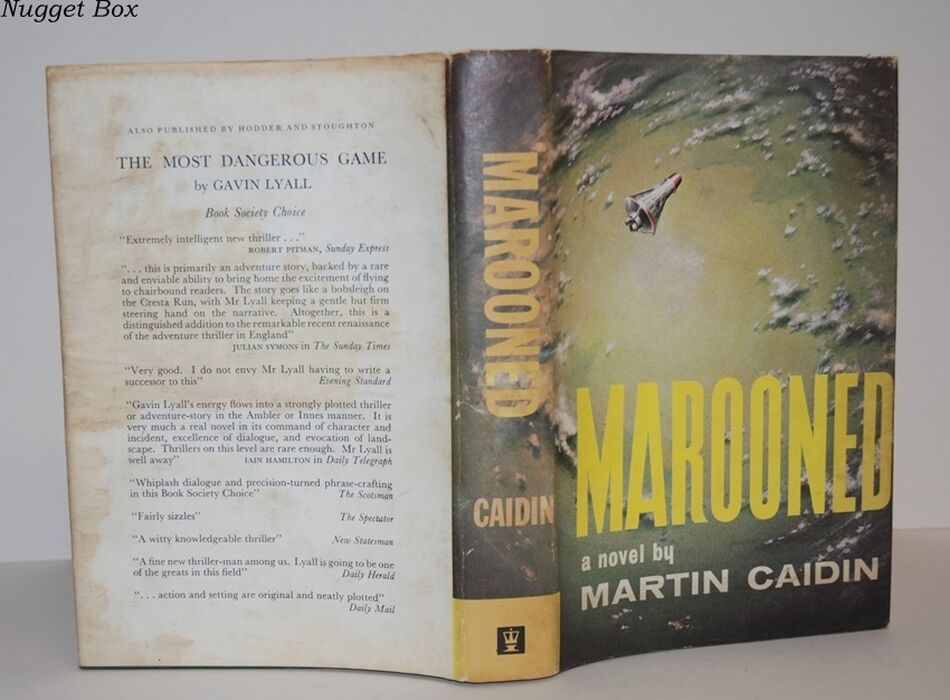 Nugget Box
ALSO PUBLISHED BY HODDER AND STOUGHTON
THE MOST DANGEROUS GAME
by GAVIN LYALL
Book Society Choice
"Extremely intelligent new thriller . . ."
ROBERT PITMAN, Sunday Express
". . . this is primarily an adventure story, backed by a rare
and enviable ability to bring home the excitement of flying
to chairbound readers. The story goes like a bobsleigh on
the Cresta Run, with Mr Lyall keeping a gentle but firm
steering hand on the narrative. Altogether, this is a
distinguished addition to the remarkable recent renaissance
of the adventure thriller in England"
JULIAN SYMONS in The Sunday Times
"Very good. I do not envy Mr Lyall having to write a
successor to this" Evening Standard
"Gavin Lyall's energy flows into a strongly plotted thriller
or adventure-story in the Ambler or Innes manner. It is
very much a real novel in its command of character and
incident, excellence of dialogue, and evocation of land-
scape. Thrillers on this level are rare enough. Mr Lyall is
well away" IAIN HAMILTON in Daily Telegraph
"Whiplash dialogue and precision-turned phrase-crafting
in this Book Society Choice" The Scotsman
"Fairly sizzles" The Spectator
"A witty knowledgeable thriller" New Statesman
"A fine new thriller-man among us. Lyall is going to be one
of the greats in this field" Daily Herald
". . . action and setting are original and neatly plotted"
Daily Mail
MAROONED
CAIDIN
MAROONED
a novel by
MARTIN CAIDIN